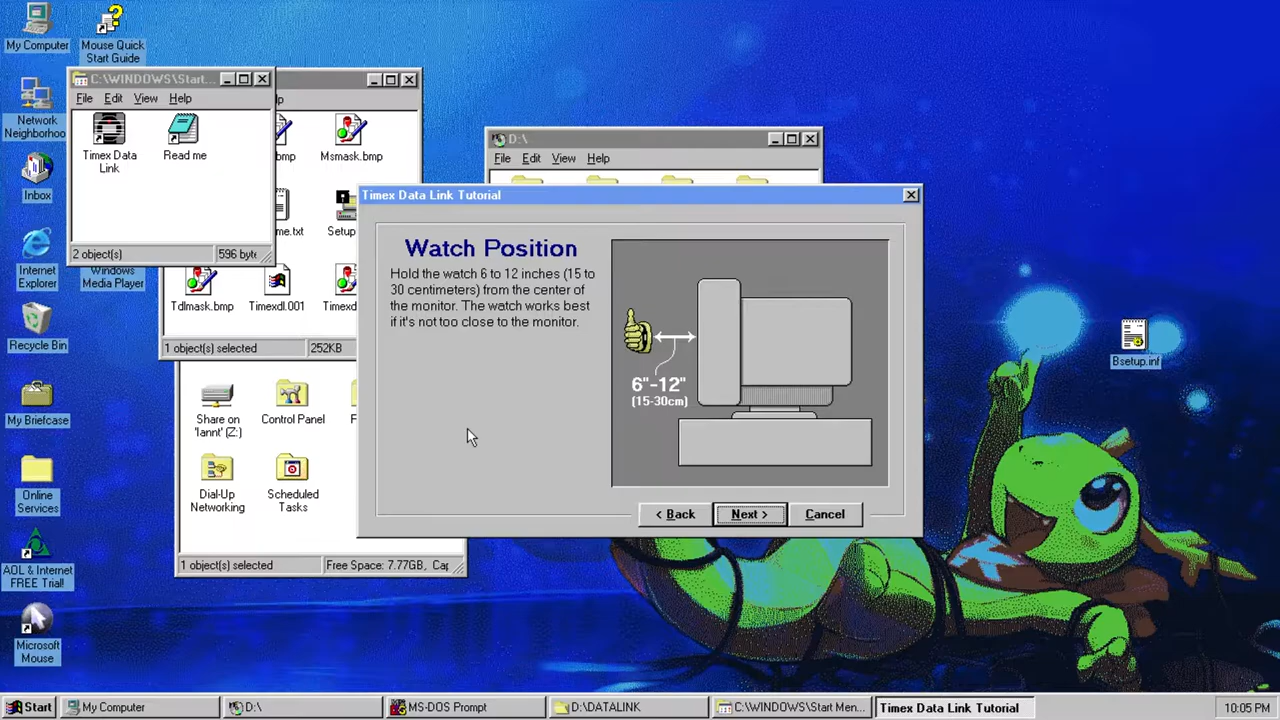 My Computer
Mouse Quick
Start Guide
Network
Neighborhoo
Inbox
Internet
Explorer
Windows
Media Player
Recycle Bin
My Briefcase
Online
Services
AOL & Internet
FREE Trial!
Microsoft
Mouse
C:\WINDOWS\Start...
File Edit View Help
Timex Data
Link
Read me
2 object(s)
596 byte
lp
bmp
Msmask.bmp
me.txt
Setup
Tdlmask.bmp
Timexdl.001
Timexd
1 object(s) selected
252KB
Share on
'Iannt' (Z:)
Control Panel
F
Dial-Up
Networking
Scheduled
Tasks
1 object(s) selected
Free Space: 7.77GB, Cap
D:\
File Edit View Help
Timex Data Link Tutorial
Watch Position
Hold the watch 6 to 12 inches (15 to
30 centimeters) from the center of
the monitor. The watch works best
if it's not too close to the monitor.
6"-12"
(15-30cm)
< Back
Next >
Cancel
Bsetup.inf
Start
My Computer
D:\
MS-DOS Prompt
D:\DATALINK
C:\WINDOWS\Start Men...
Timex Data Link Tutorial
10:05 PM